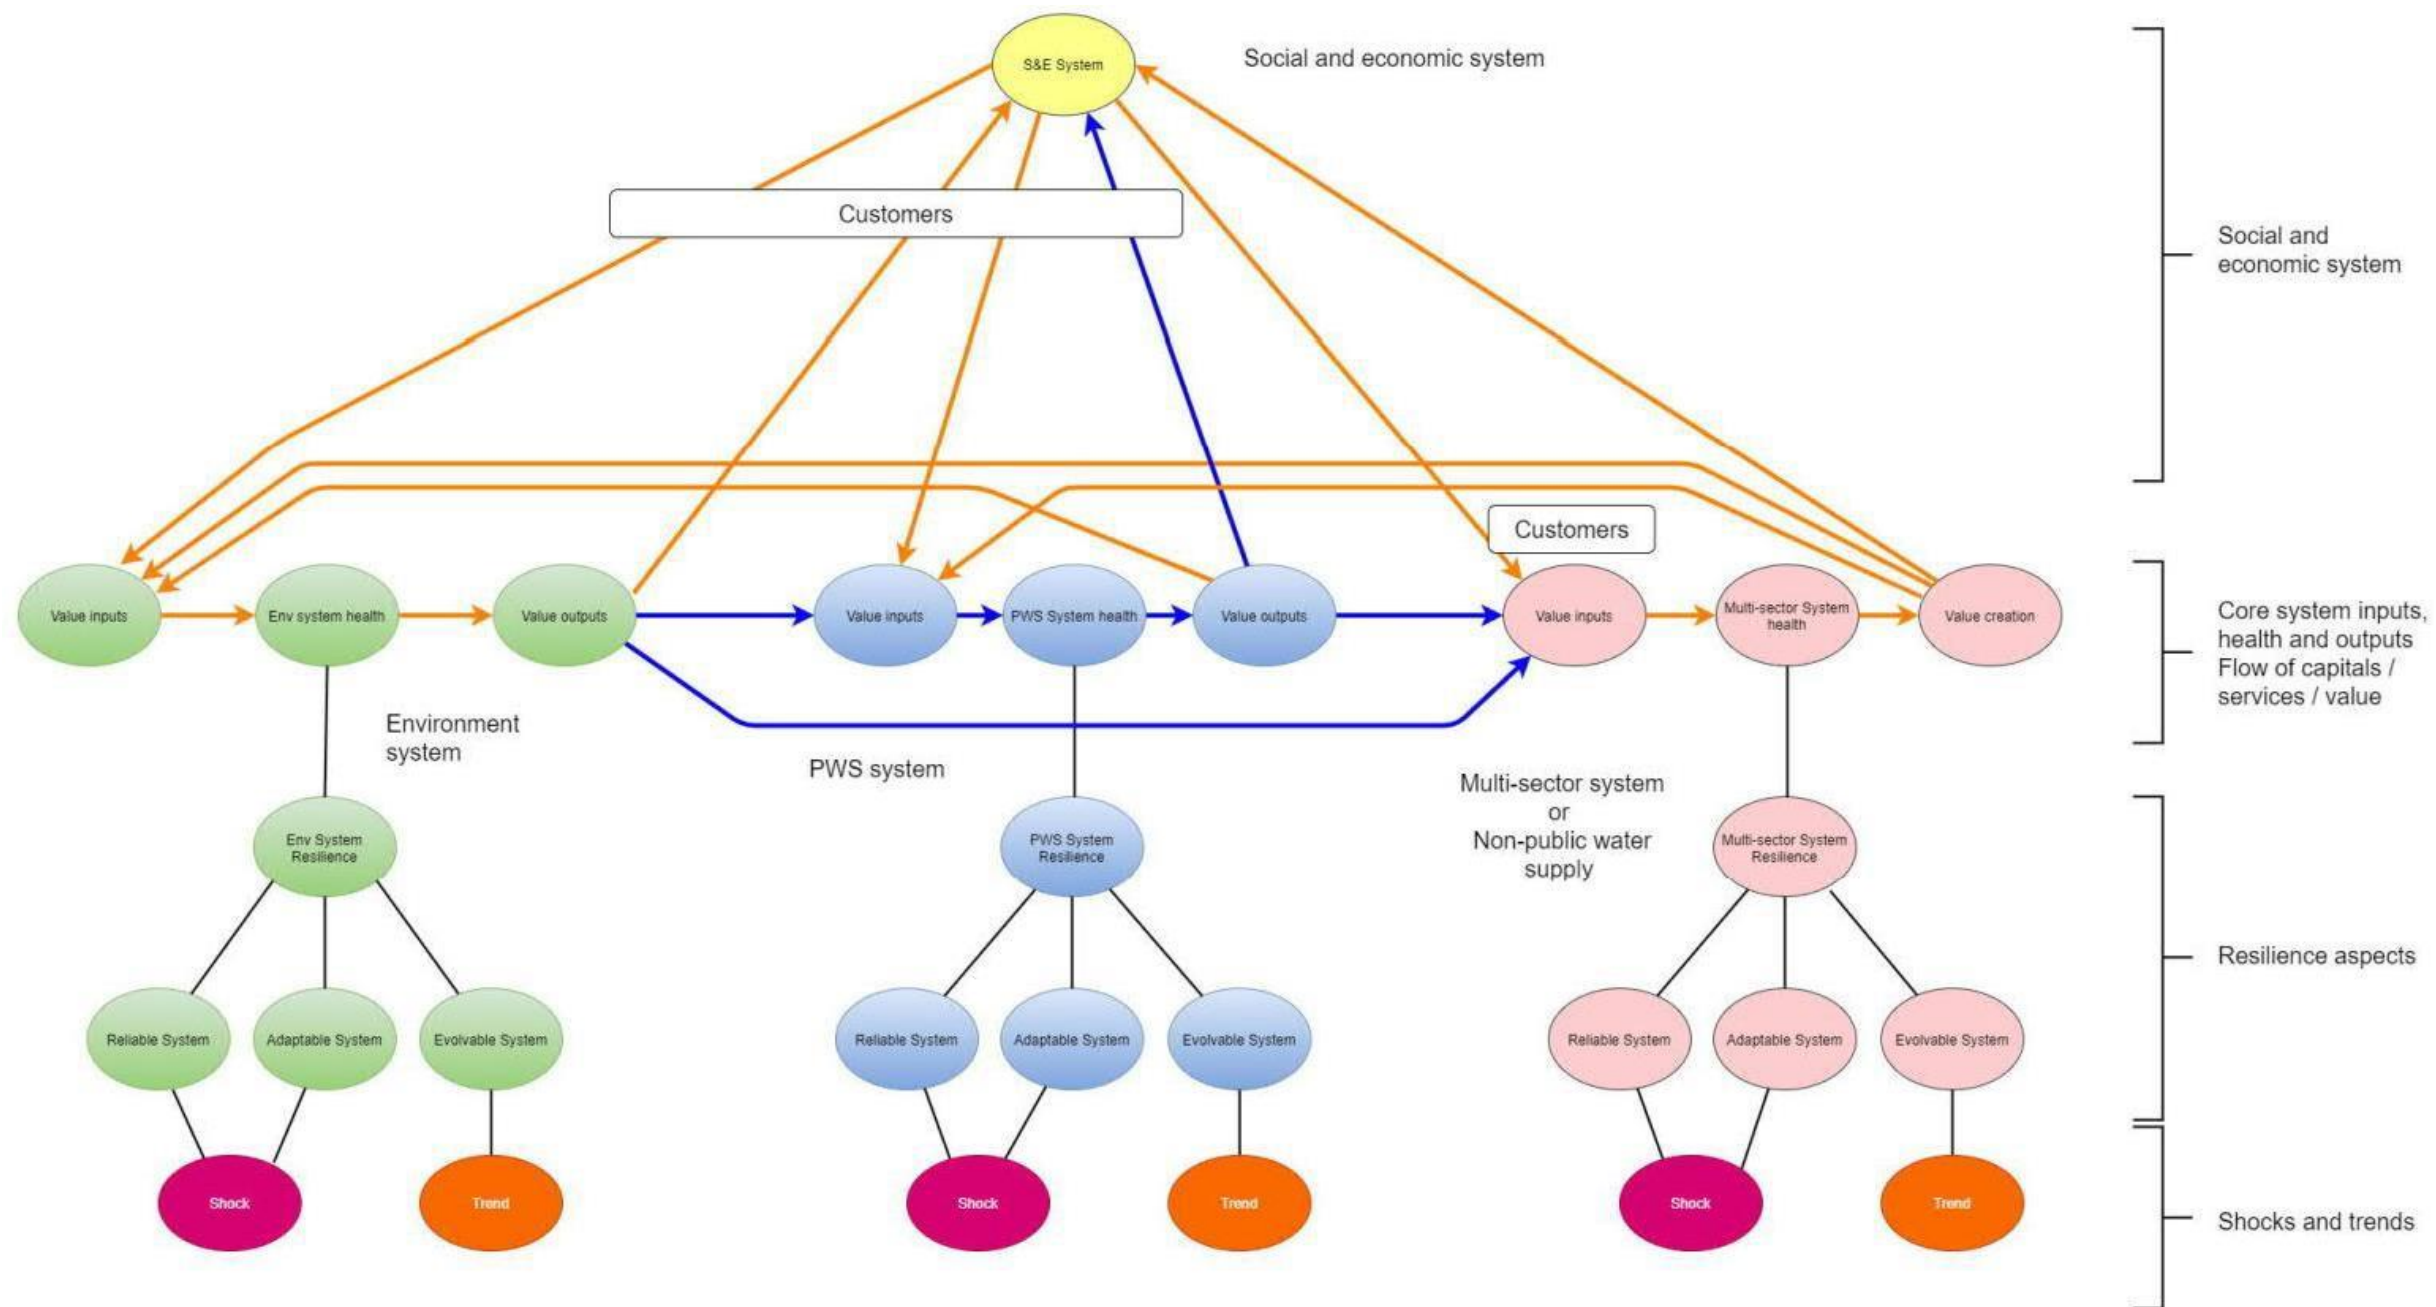 S&E System
Social and economic system
Customers
Social and
economic system
Customers
Value inputs
Env system health
Value outputs
Value inputs
PWS System health
Value outputs
Value inputs
Multi-sector System
health
Value creation
Core system inputs,
health and outputs
Flow of capitals /
services / value
Environment
system
PWS system
Multi-sector system
or
Non-public water
supply
Env System
Resilience
PWS System
Resilience
Multi-sector System
Resilience
Resilience aspects
Reliable System
Adaptable System
Evolvable System
Reliable System
Adaptable System
Evolvable System
Reliable System
Adaptable System
Evolvable System
Shock
Trend
Shock
Trend
Shock
Trend
Shocks and trends